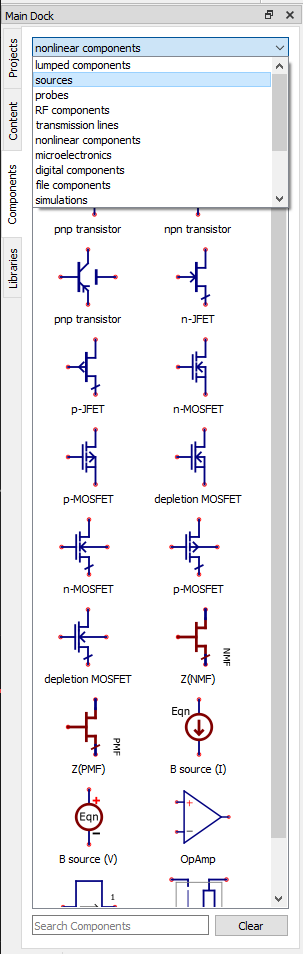 Main Dock
Projects
Content
Components
Libraries
nonlinear components
lumped components
sources
probes
RF components
transmission lines
nonlinear components
microelectronics
digital components
file components
simulations
pnp transistor
npn transistor
pnp transistor
n-JFET
p-JFET
n-MOSFET
p-MOSFET
depletion MOSFET
n-MOSFET
p-MOSFET
depletion MOSFET
NMF
Z(NMF)
PMF
Z(PMF)
Eqn
B source (I)
Eqn
B source (V)
OpAmp
1
Search Components
Clear